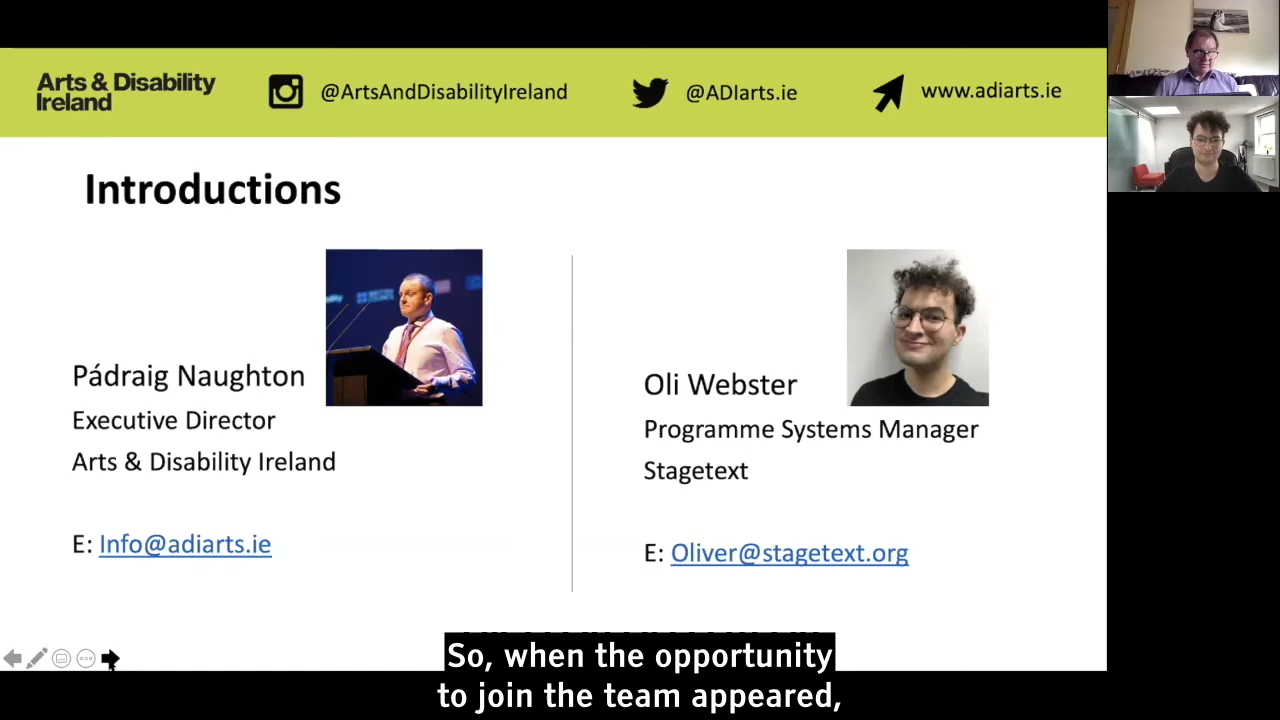 Arts & Disability
Ireland
@ArtsAndDisabilityIreland
@ADIarts.ie
www.adiarts.ie
Introductions
Pádraig Naughton
Executive Director
Arts & Disability Ireland
E: Info@adiarts.ie
Oli Webster
Programme Systems Manager
Stagetext
E: Oliver@stagetext.org
So, when the opportunity
to join the team appeared,